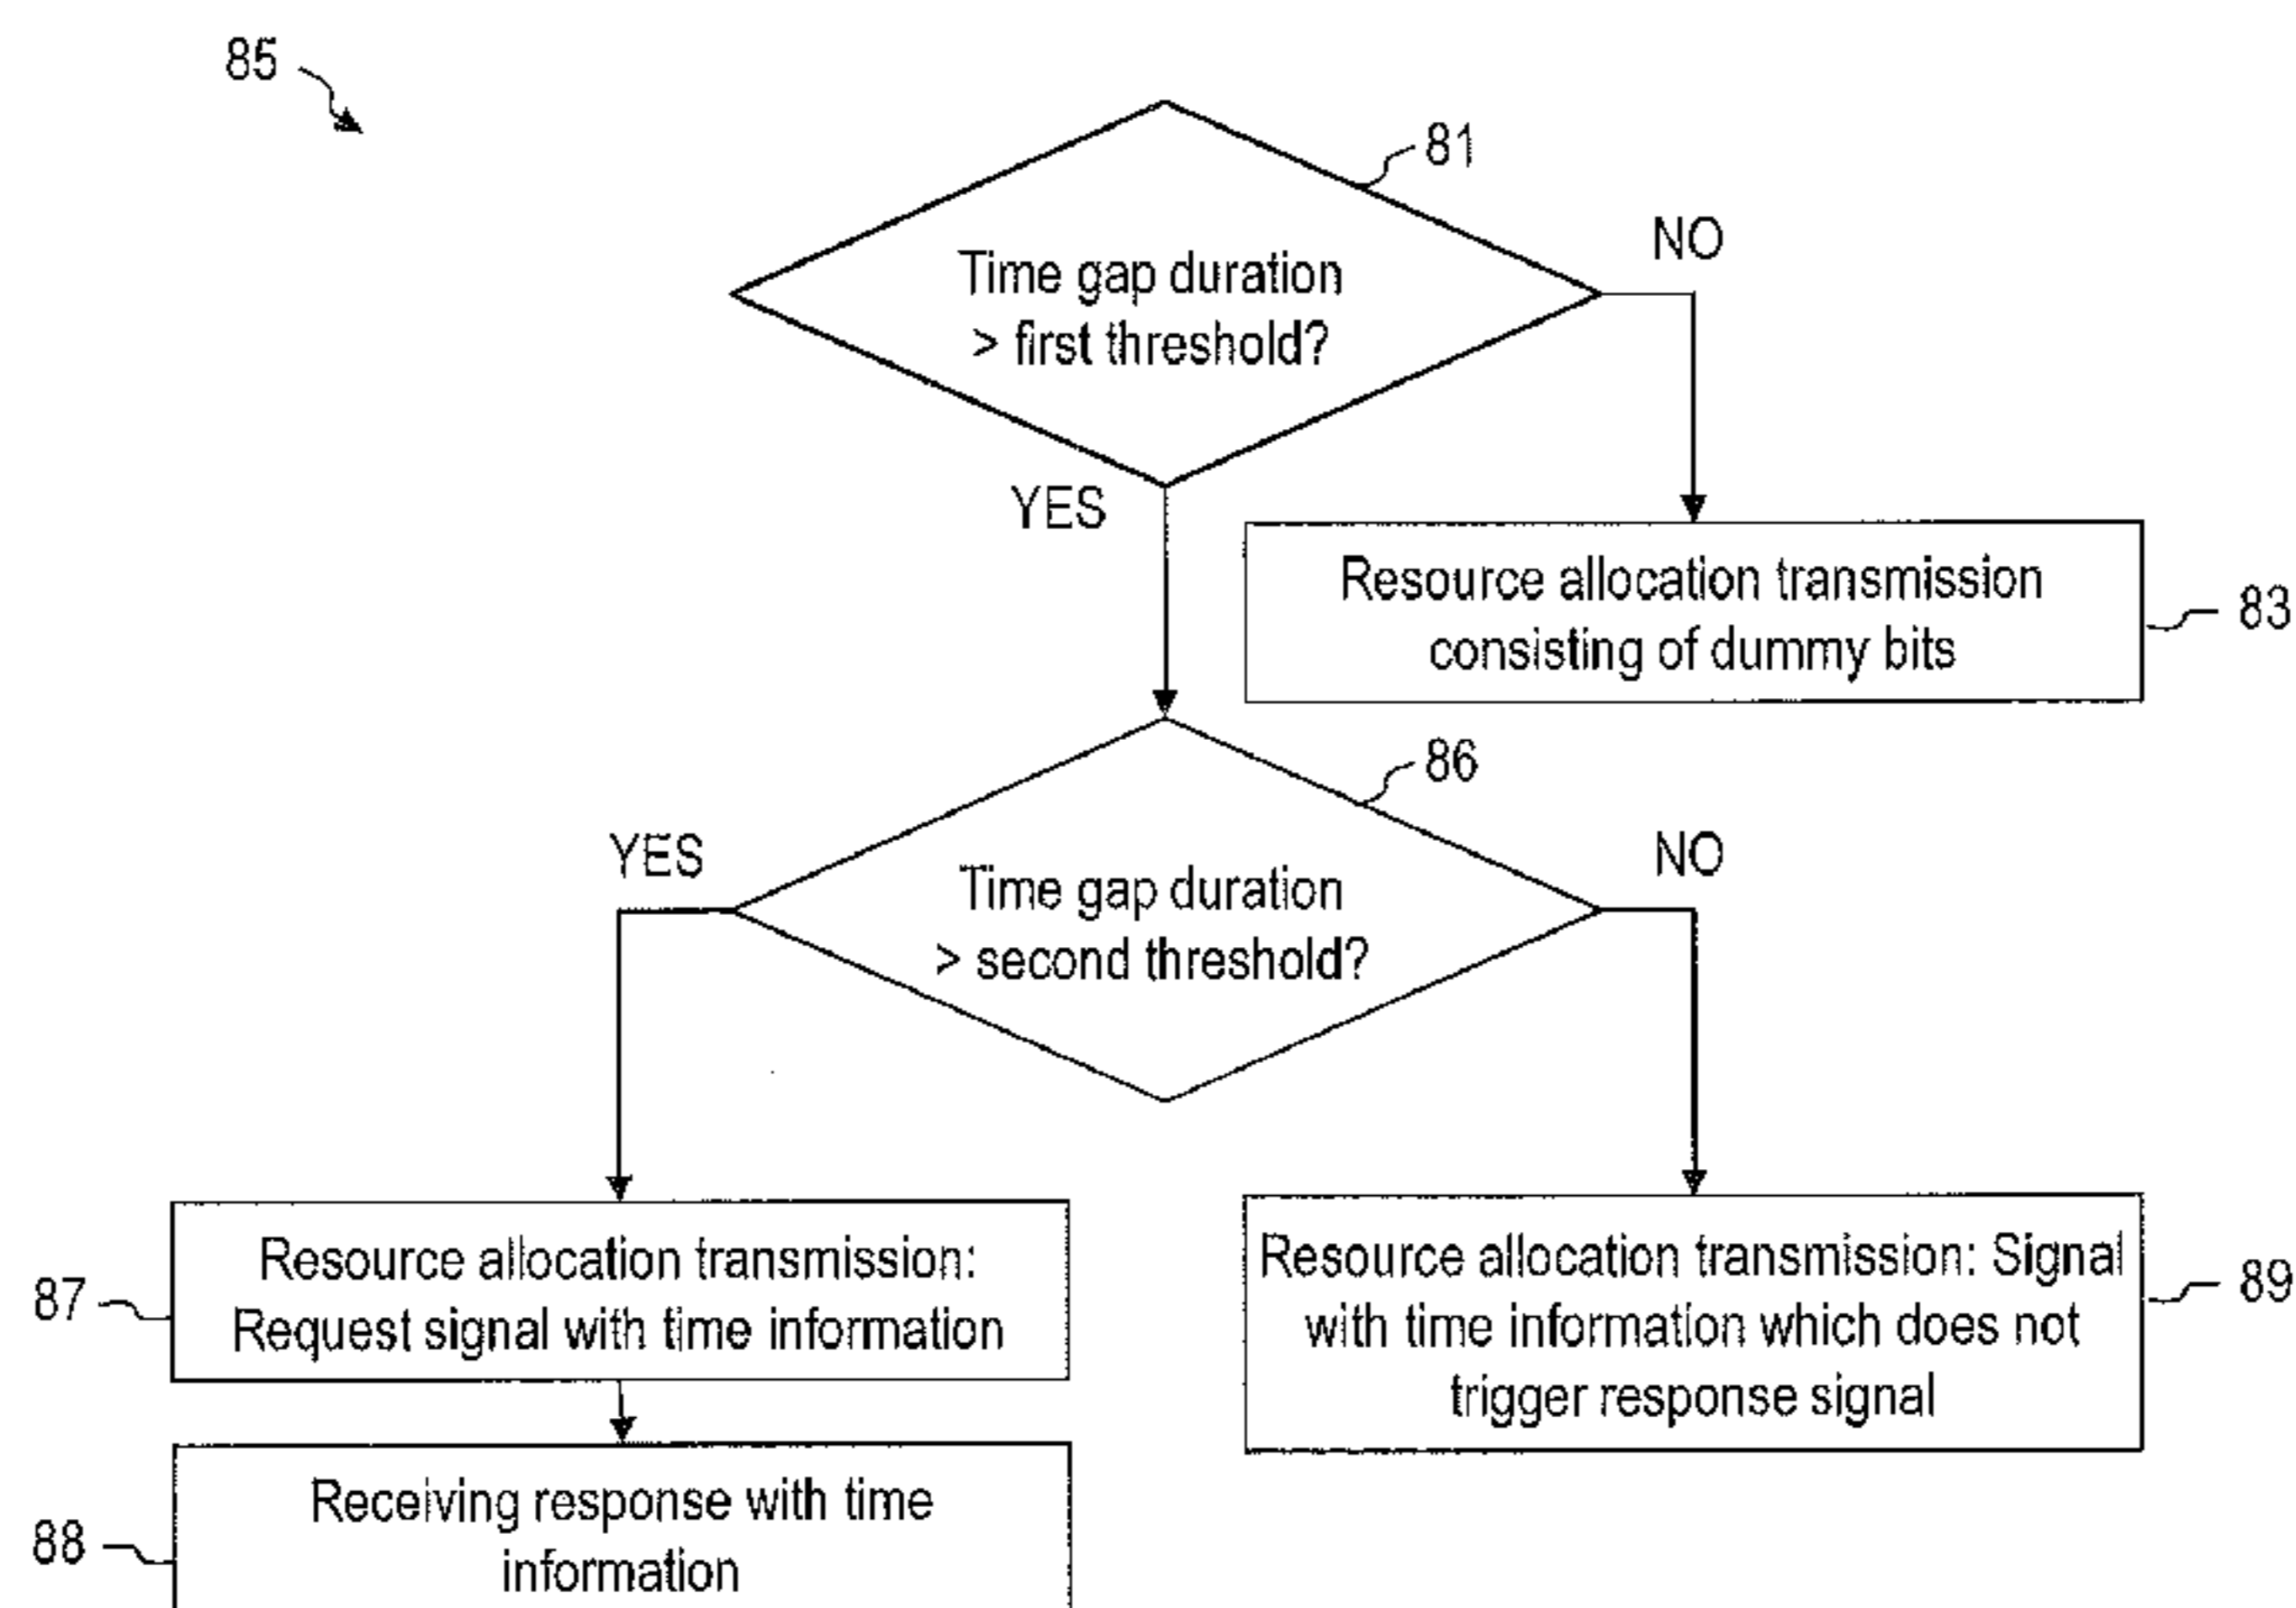 85
81
Time gap duration
> first threshold?
NO
YES
Resource allocation transmission
consisting of dummy bits
83
86
YES
Time gap duration
> second threshold?
NO
87
Resource allocation transmission:
Request signal with time information
Resource allocation transmission: Signal
with time information which does not
trigger response signal
89
88
Receiving response with time
information